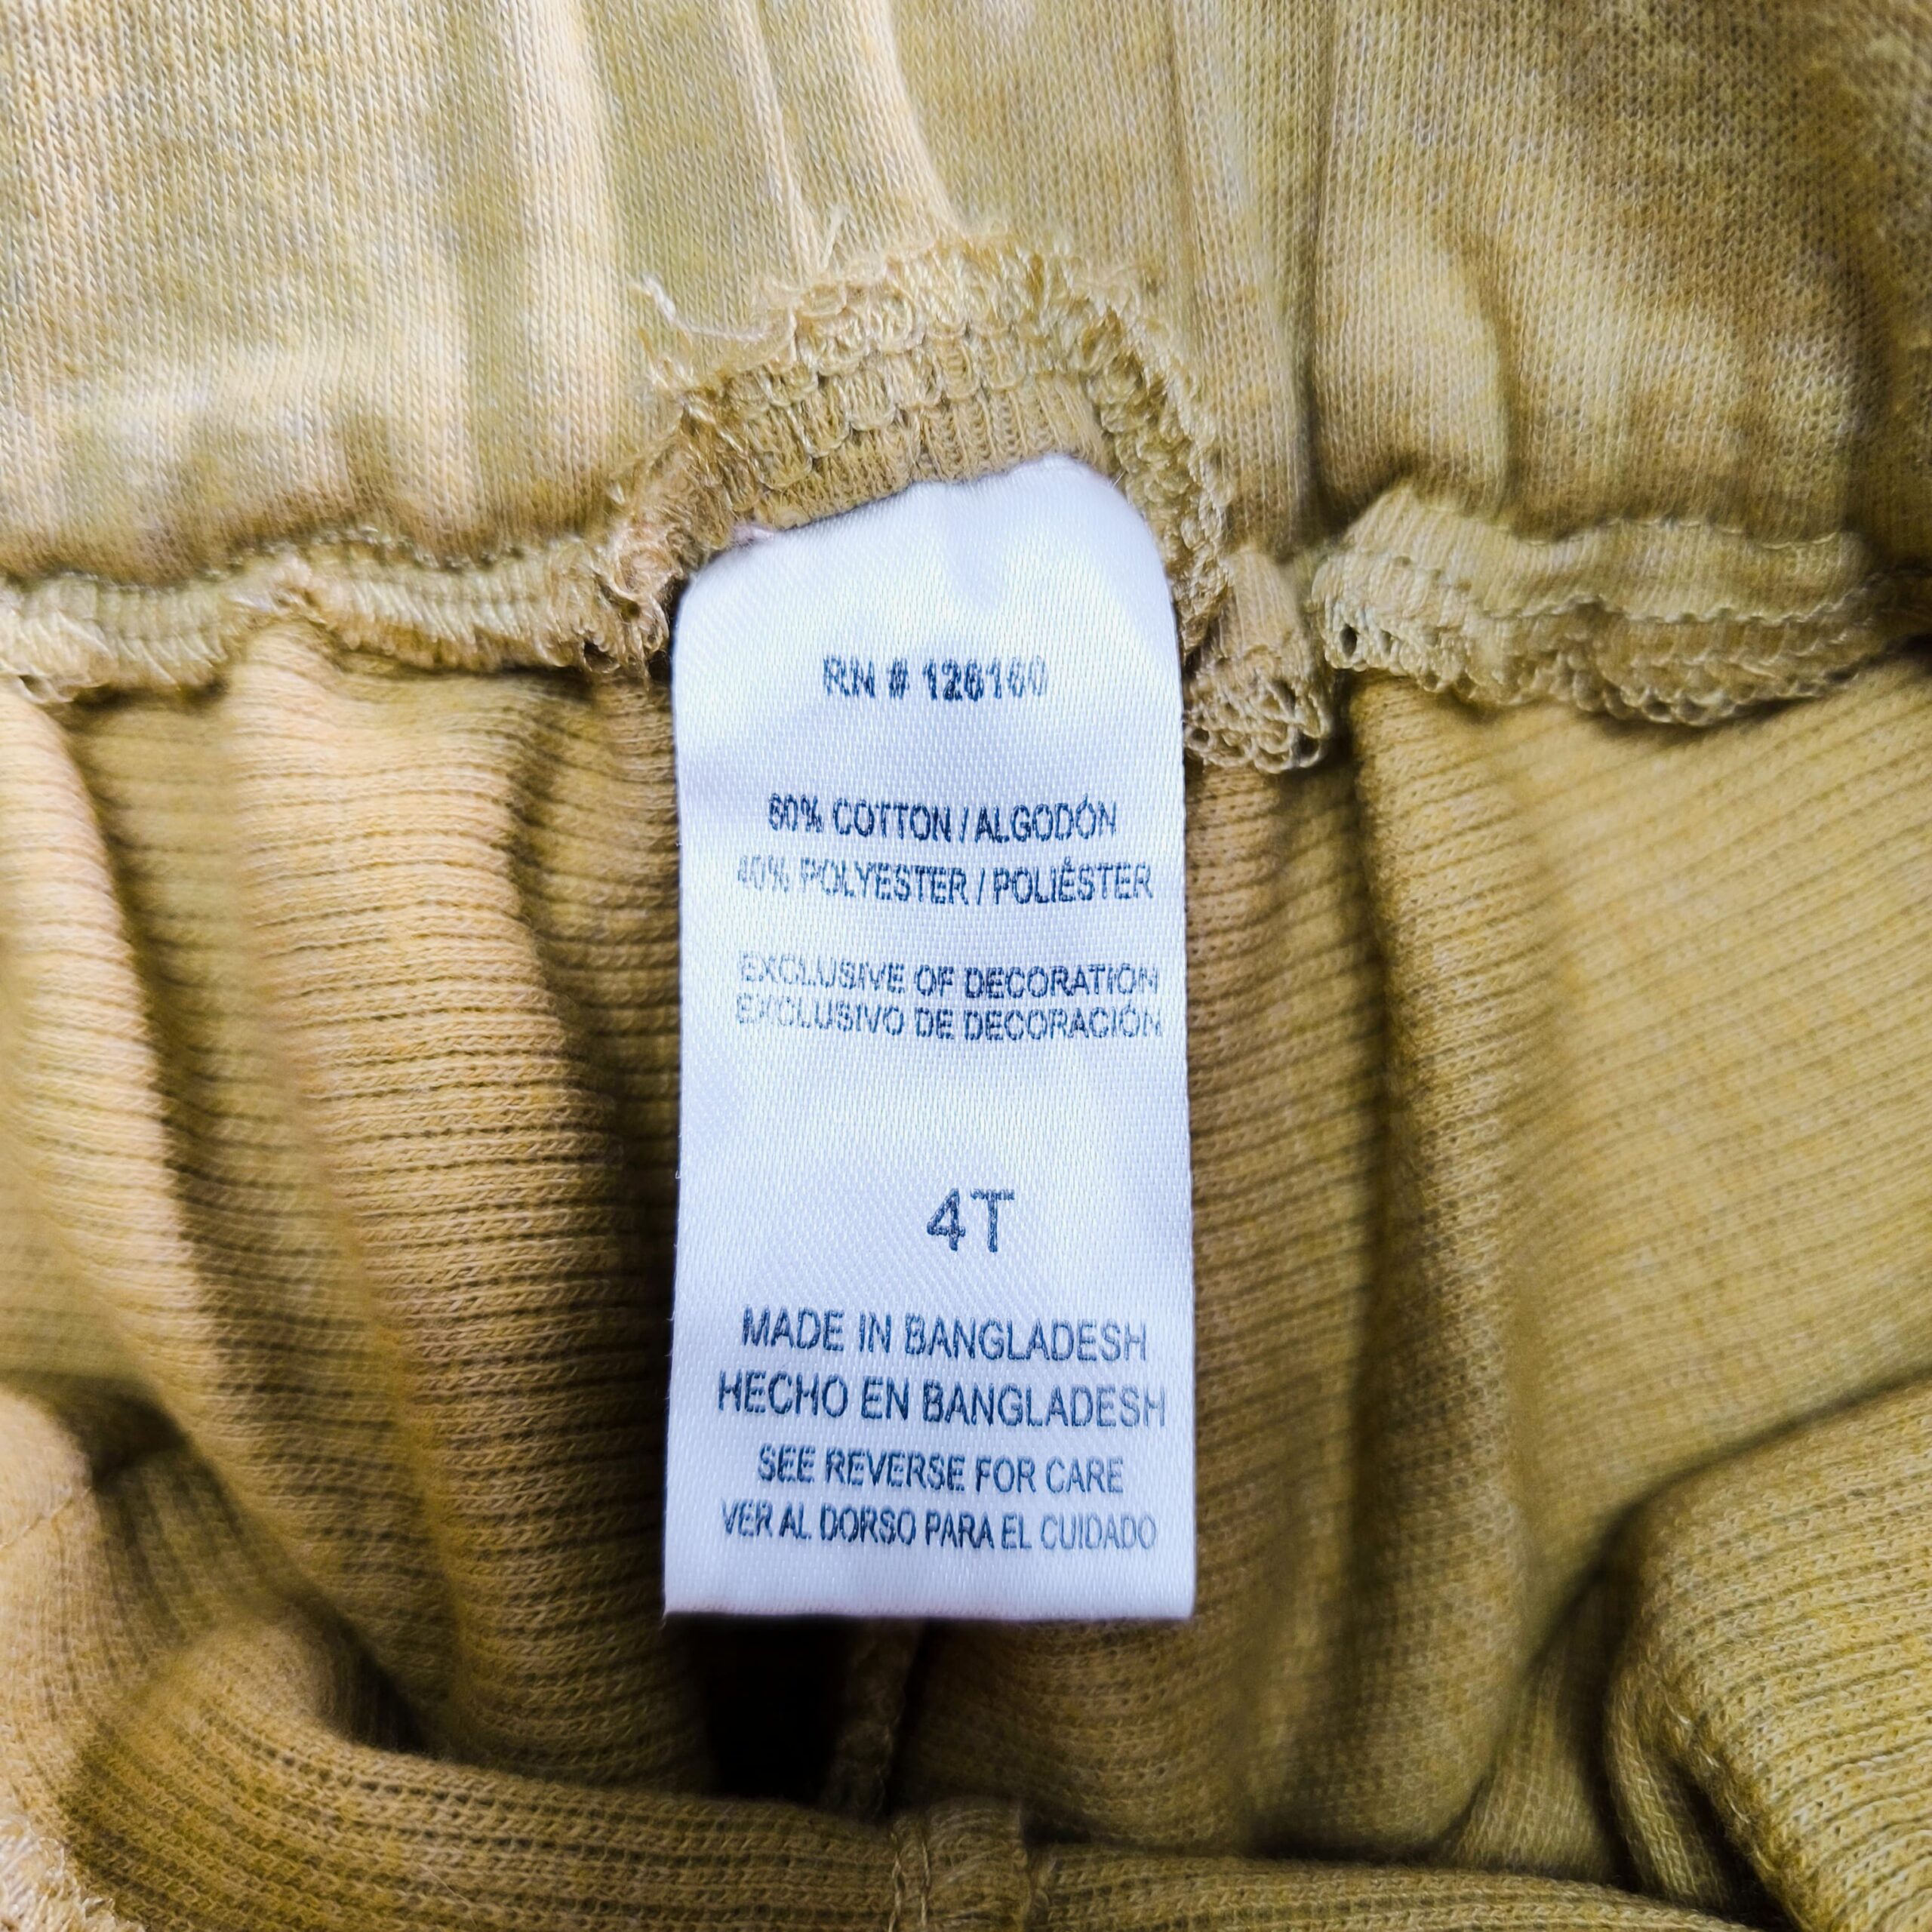 RN # 126160
60% COTTON / ALGODÓN
40% POLYESTER / POLIÉSTER
EXCLUSIVE OF DECORATION
EXCLUSIVO DE DECORACIÓN
4T
MADE IN BANGLADESH
HECHO EN BANGLADESH
SEE REVERSE FOR CARE
VER AL DORSO PARA EL CUIDADO